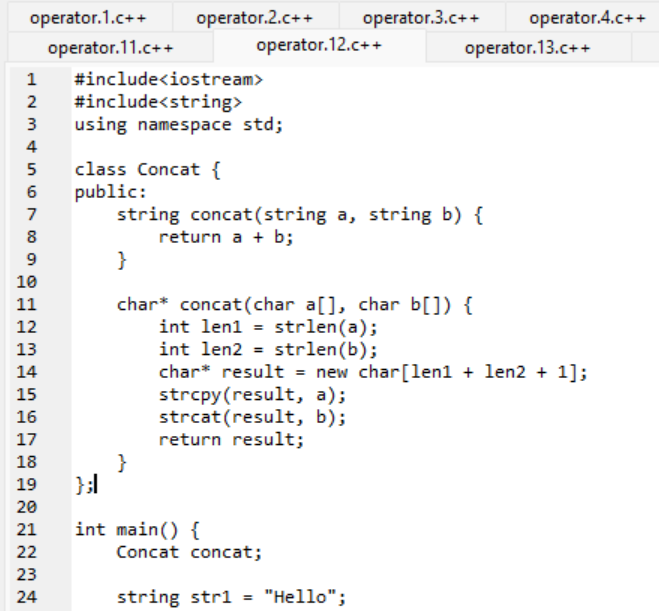 operator.1.c++ operator.2.c++ operator.3.c++ operator.4.c++
operator.11.c++ operator.12.c++ operator.13.c++
1 #include<iostream>
2 #include<string>
3 using namespace std;
4
5 class Concat {
6 public:
7     string concat(string a, string b) {
8         return a + b;
9     }
10
11     char* concat(char a[], char b[]) {
12         int len1 = strlen(a);
13         int len2 = strlen(b);
14         char* result = new char[len1 + len2 + 1];
15         strcpy(result, a);
16         strcat(result, b);
17         return result;
18     }
19 };
20
21 int main() {
22     Concat concat;
23
24     string str1 = "Hello";